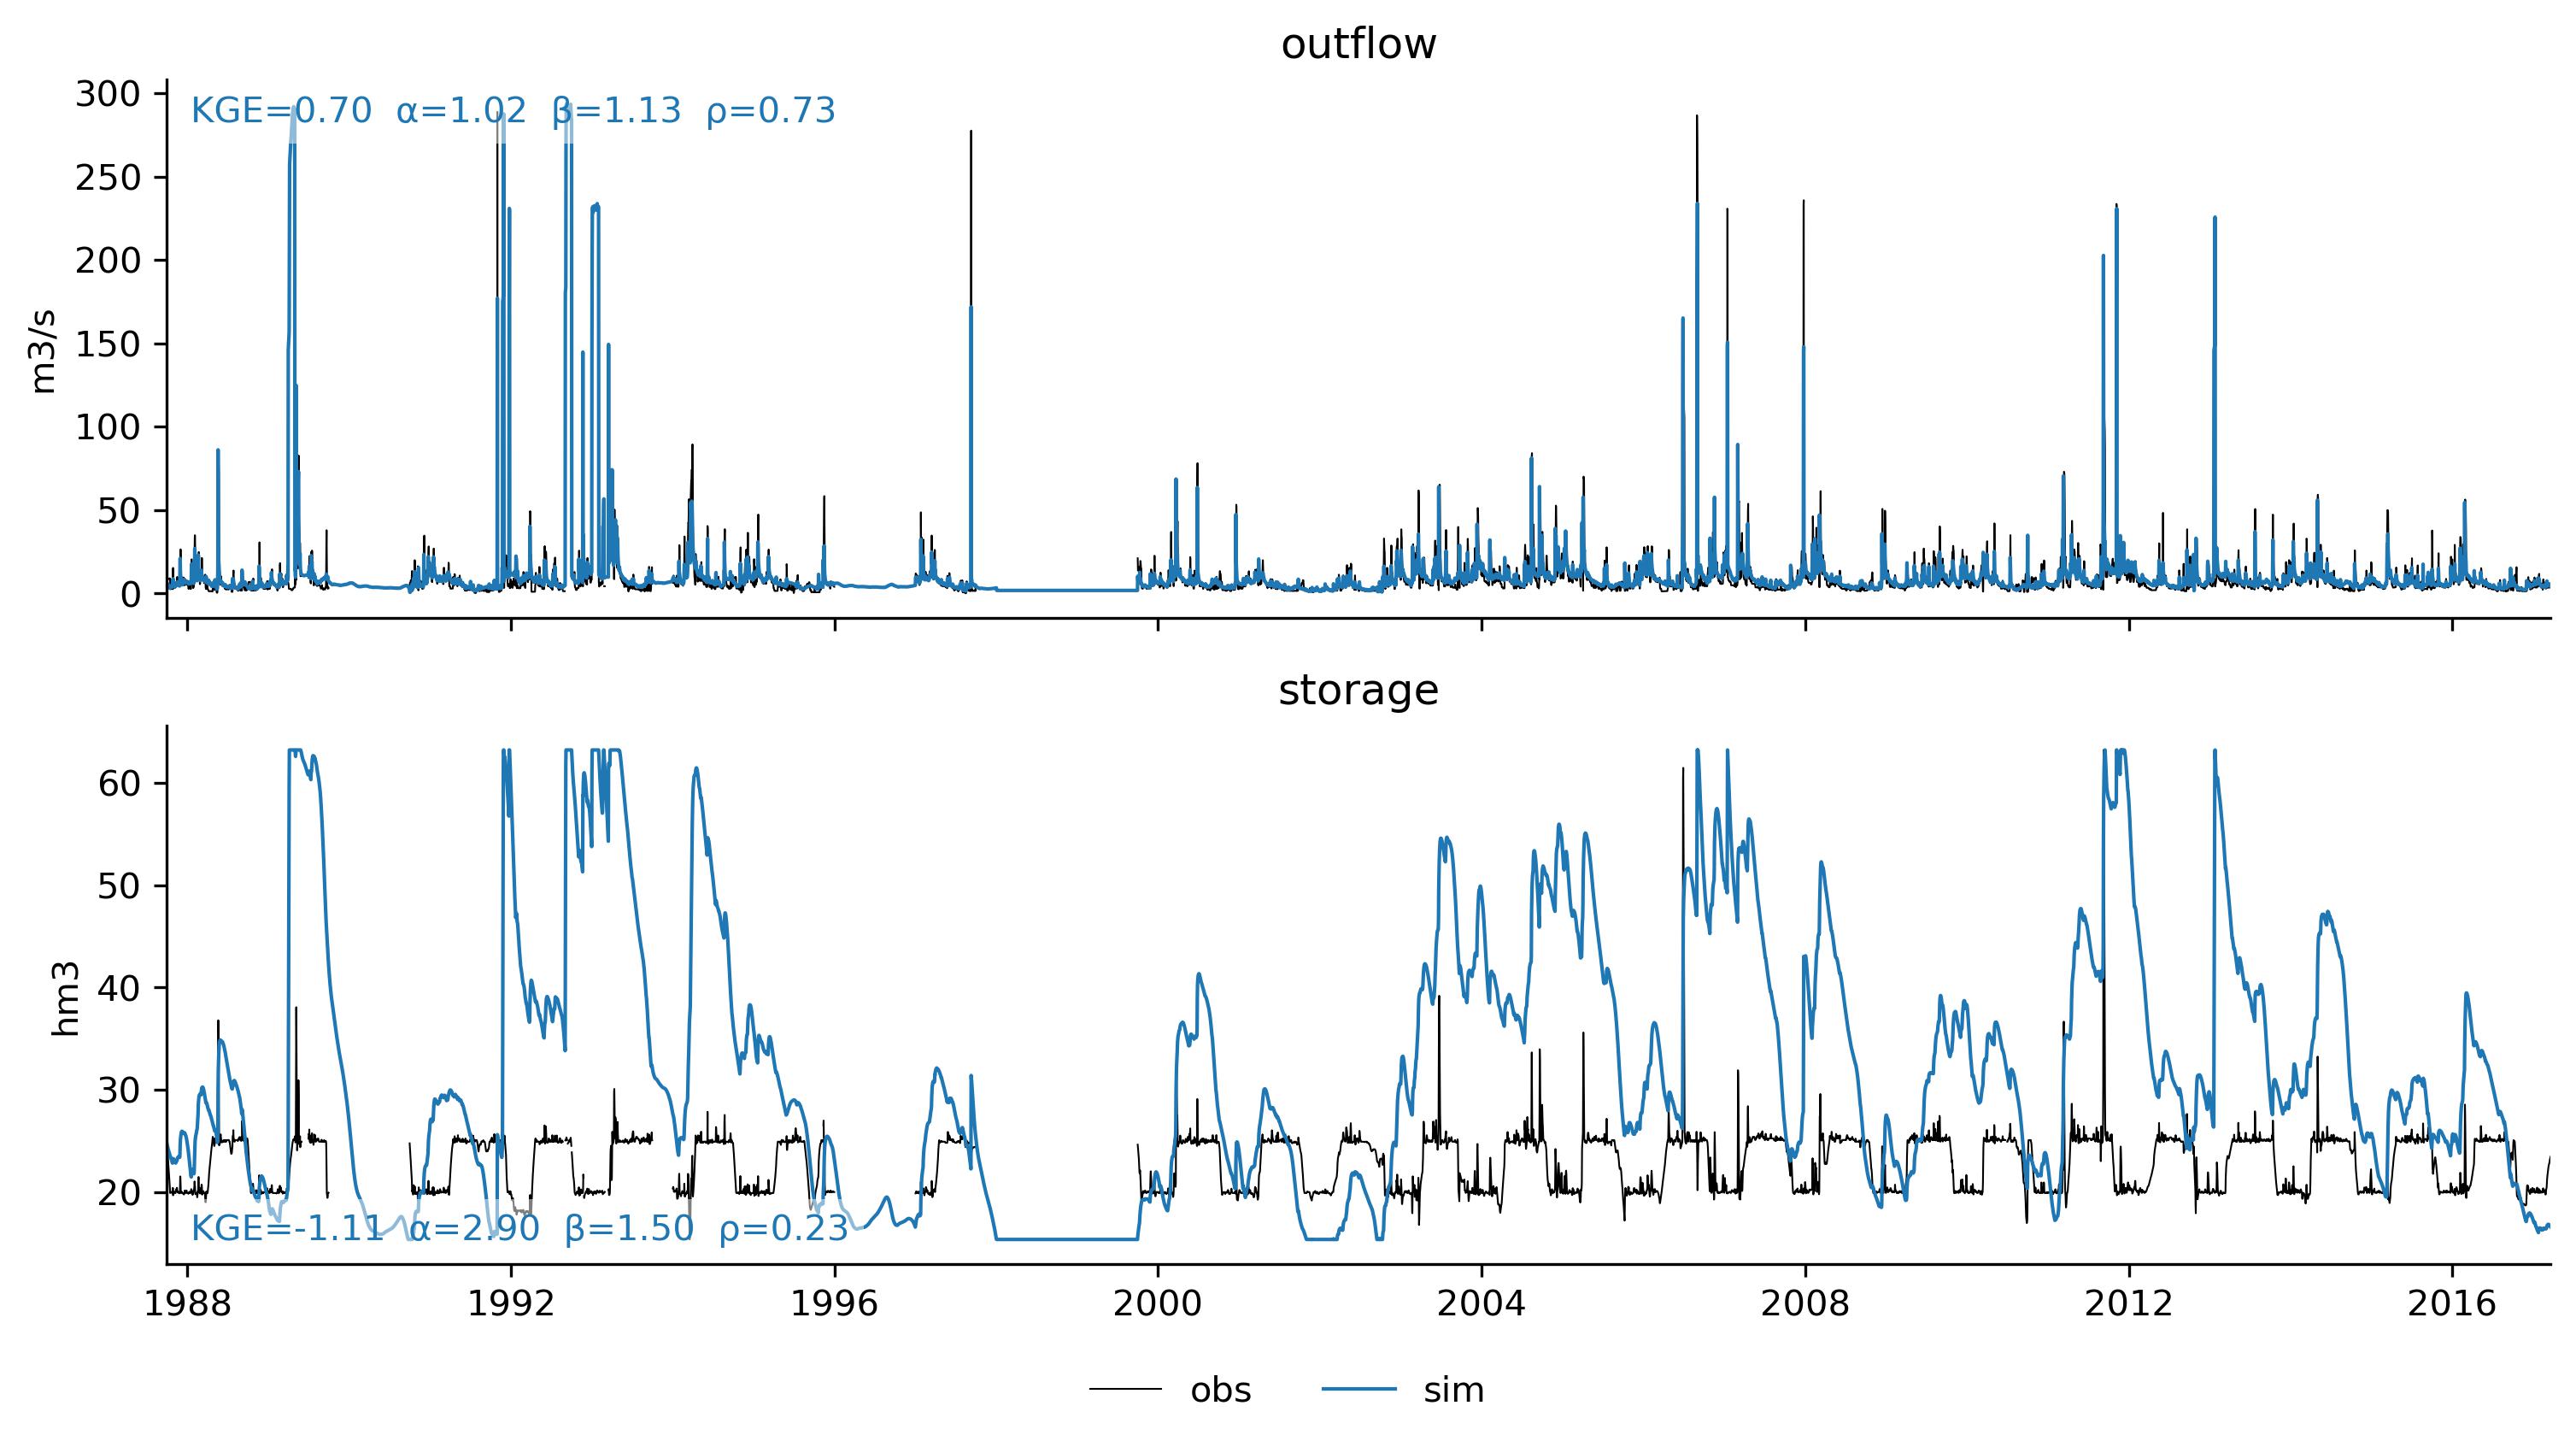 outflow
KGE=0.70 α=1.02 β=1.13 ρ=0.73
300
250
200
150
100
50
0
m3/s
storage
60
50
40
30
20
hm3
KGE=-1.11 α=2.90 β=1.50 ρ=0.23
1988 1992 1996 2000 2004 2008 2012 2016
obs sim